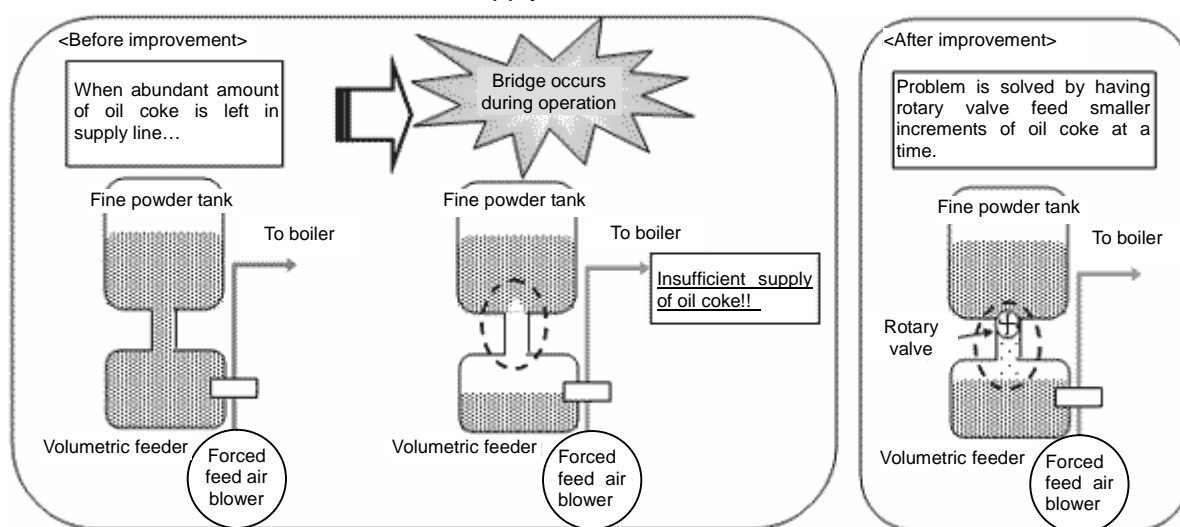 <Before improvement>
When abundant amount
of oil coke is left in
supply line…
Bridge occurs
during operation
Fine powder tank
To boiler
Volumetric feeder
Forced
feed air
blower
Fine powder tank
To boiler
Insufficient supply
of oil coke!!
Volumetric feeder
Forced
feed air
blower
<After improvement>
Problem is solved by having
rotary valve feed smaller
increments of oil coke at a
time.
Fine powder tank
To boiler
Rotary
valve
Volumetric feeder
Forced
feed air
blower